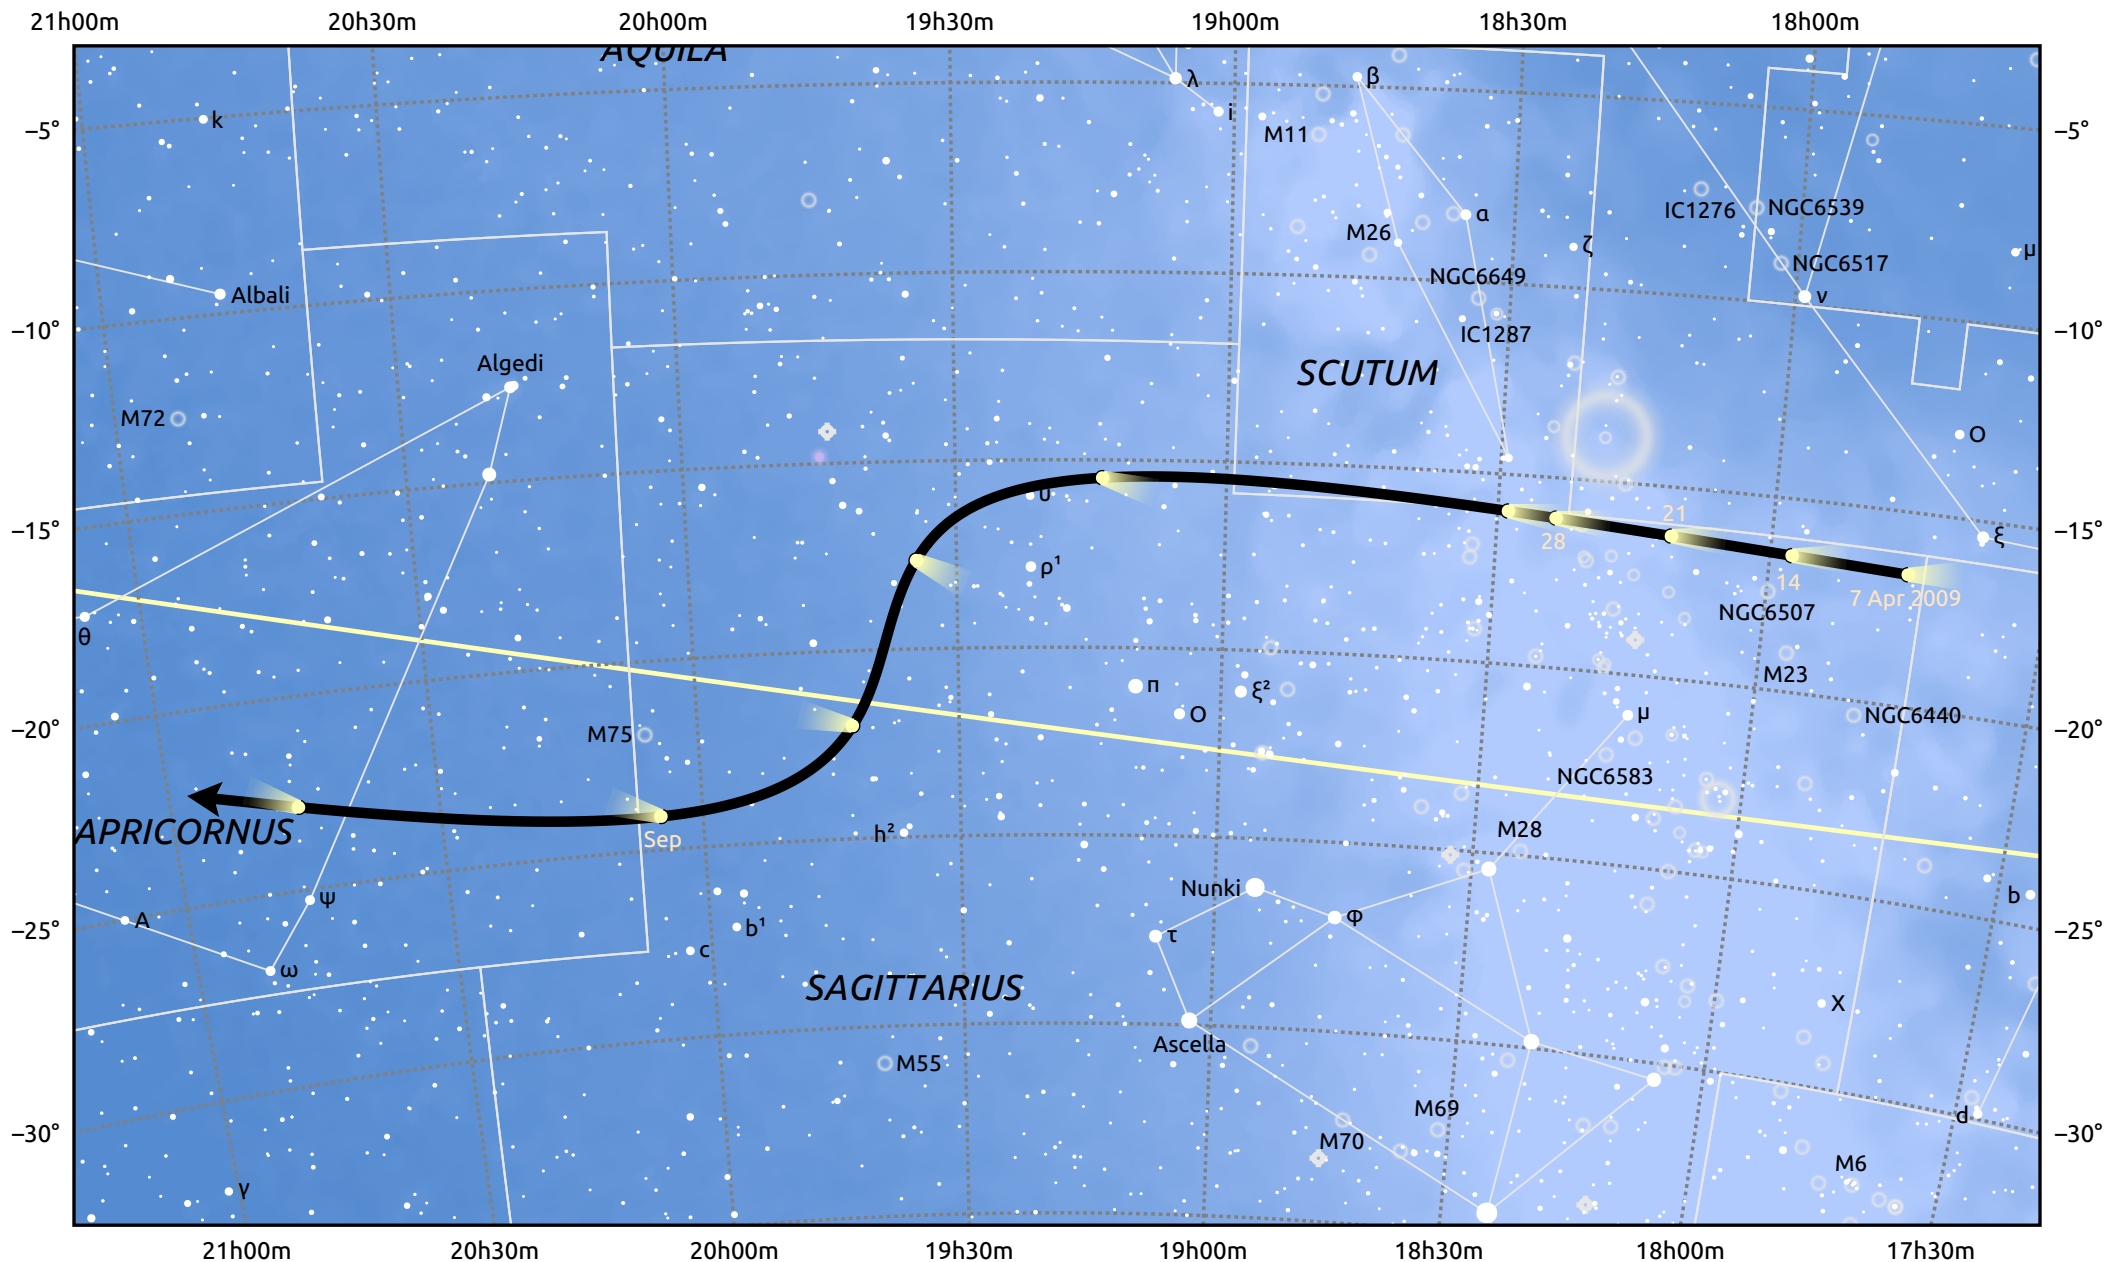 21h00m 20h30m 20h00m 19h30m 19h00m 18h30m 18h00m
AQUILA
λ β
i
k M11
−5° −5°
IC1276 NGC6539
α
M26 ζ μ
NGC6649 NGC6517
Albali ν
−10° IC1287 −10°
Algedi SCUTUM
M72 ο
υ 21
−15° 28 ξ −15°
ρ¹ 14 7 Apr 2009
NGC6507
θ
M23
π ξ²
ο μ NGC6440
−20° M75 −20°
NGC6583
APRICORNUS Sep h² M28
Nunki b
ψ φ
A b¹ τ
−25° c −25°
ω SAGITTARIUS
χ
Ascella
M55
M69 d
−30° M70 −30°
M6
γ
21h00m 20h30m 20h00m 19h30m 19h00m 18h30m 18h00m 17h30m